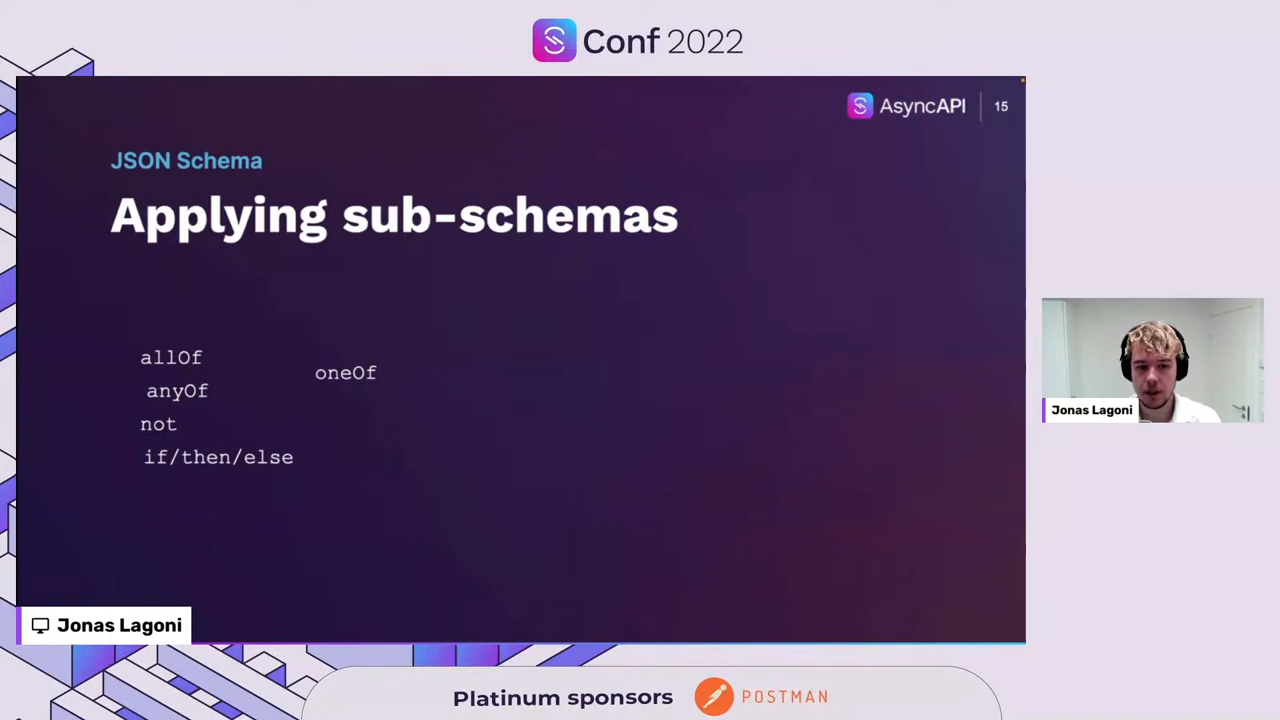 Conf 2022
AsyncAPI
15
JSON Schema
Applying sub-schemas
allOf
oneOf
anyOf
not
if/then/else
Jonas Lagoni
Jonas Lagoni
Platinum sponsors
POSTMAN